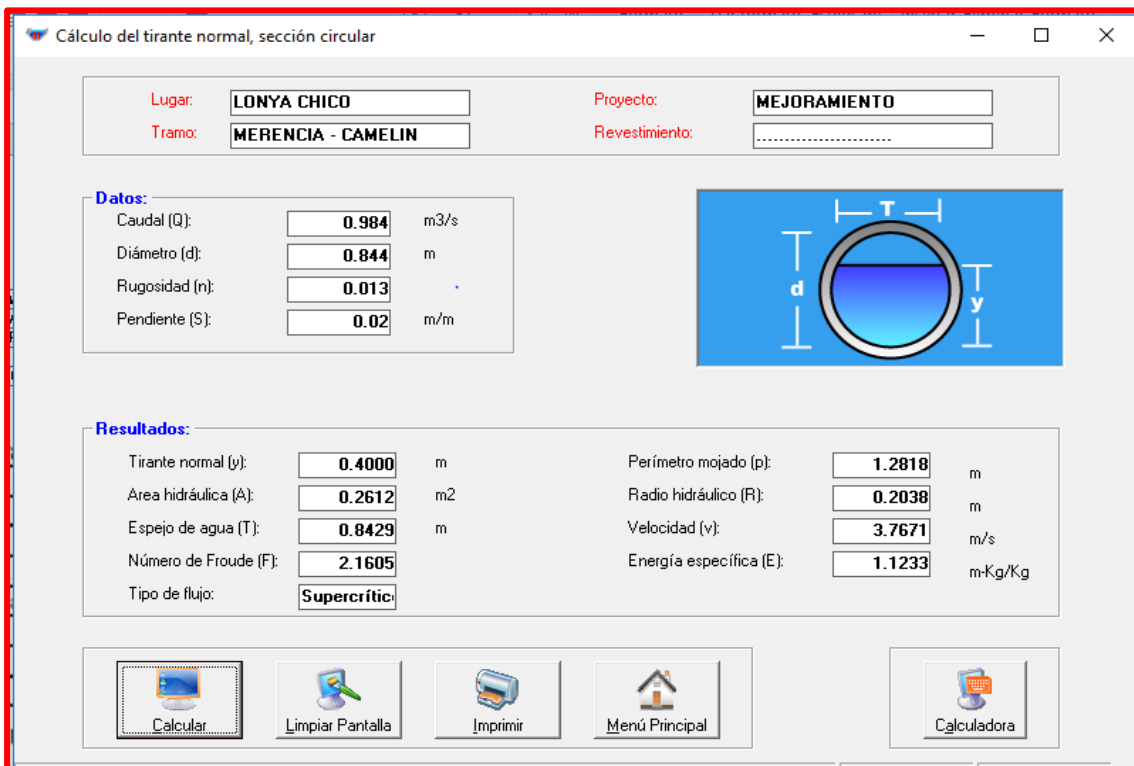 Cálculo del tirante normal, sección circular
Lugar: LONYA CHICO Proyecto: MEJORAMIENTO
Tramo: MERENCIA - CAMELIN Revestimiento: .......................
Datos:
Caudal (Q): 0.984 m3/s
Diámetro (d): 0.844 m
Rugosidad (n): 0.013
Pendiente (S): 0.02 m/m
T
d
y
Resultados:
Tirante normal (y): 0.4000 m Perímetro mojado (p): 1.2818 m
Area hidráulica (A): 0.2612 m2 Radio hidráulico (R): 0.2038 m
Espejo de agua (T): 0.8429 m Velocidad (v): 3.7671 m/s
Número de Froude (F): 2.1605 Energía específica (E): 1.1233 m-Kg/Kg
Tipo de flujo: Supercrític
Calcular Limpiar Pantalla Imprimir Menú Principal Calculadora